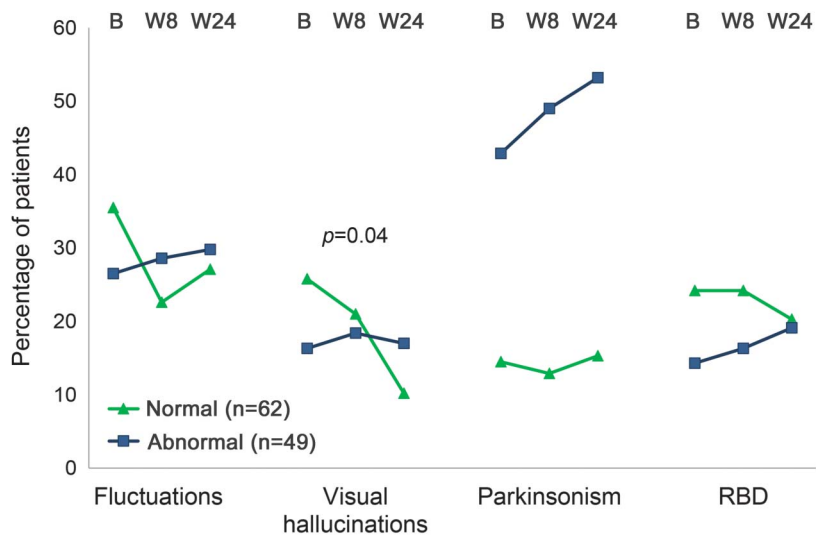 B W8 W24 B W8 W24 B W8 W24 B W8 W24
60
50
40
30
20
10
0
Percentage of patients
p=0.04
Normal (n=62)
Abnormal (n=49)
Fluctuations
Visual
hallucinations
Parkinsonism
RBD